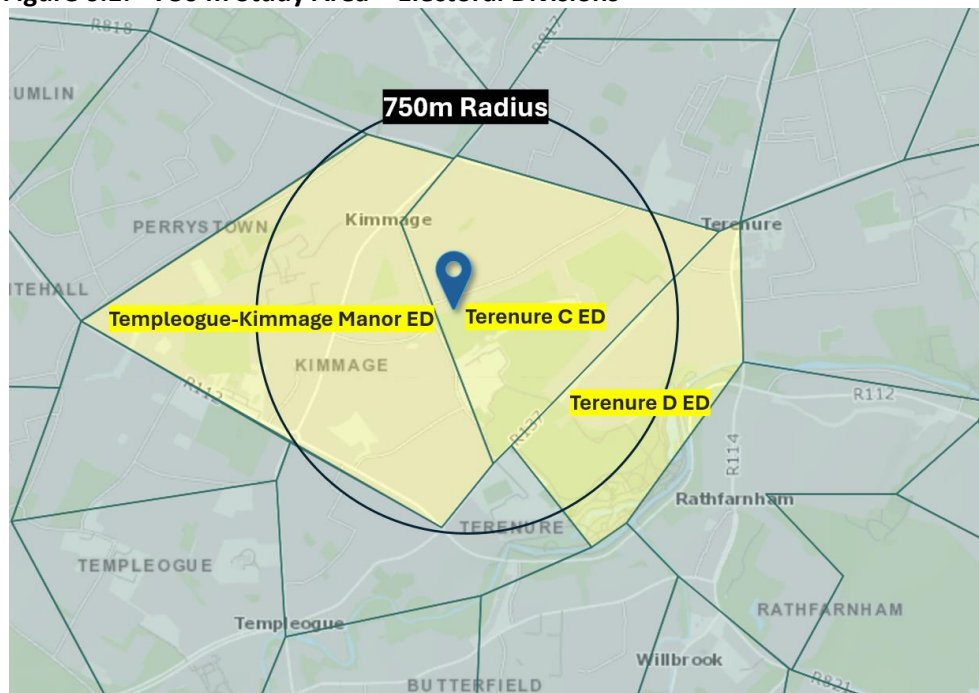 R818
R817
UMLIN
750m Radius
PERRYSTOWN
Kimmage
Terenure
ITEHALL
Templeogue-Kimmage Manor ED
Terenure C ED
KIMMAGE
R112
Terenure D ED
R112
R137
R114
Rathfarnham
TERENURE
TEMPLEOGUE
RATHFARNHAM
Templeogue
Willbrook
R821
BUTTERFIELD